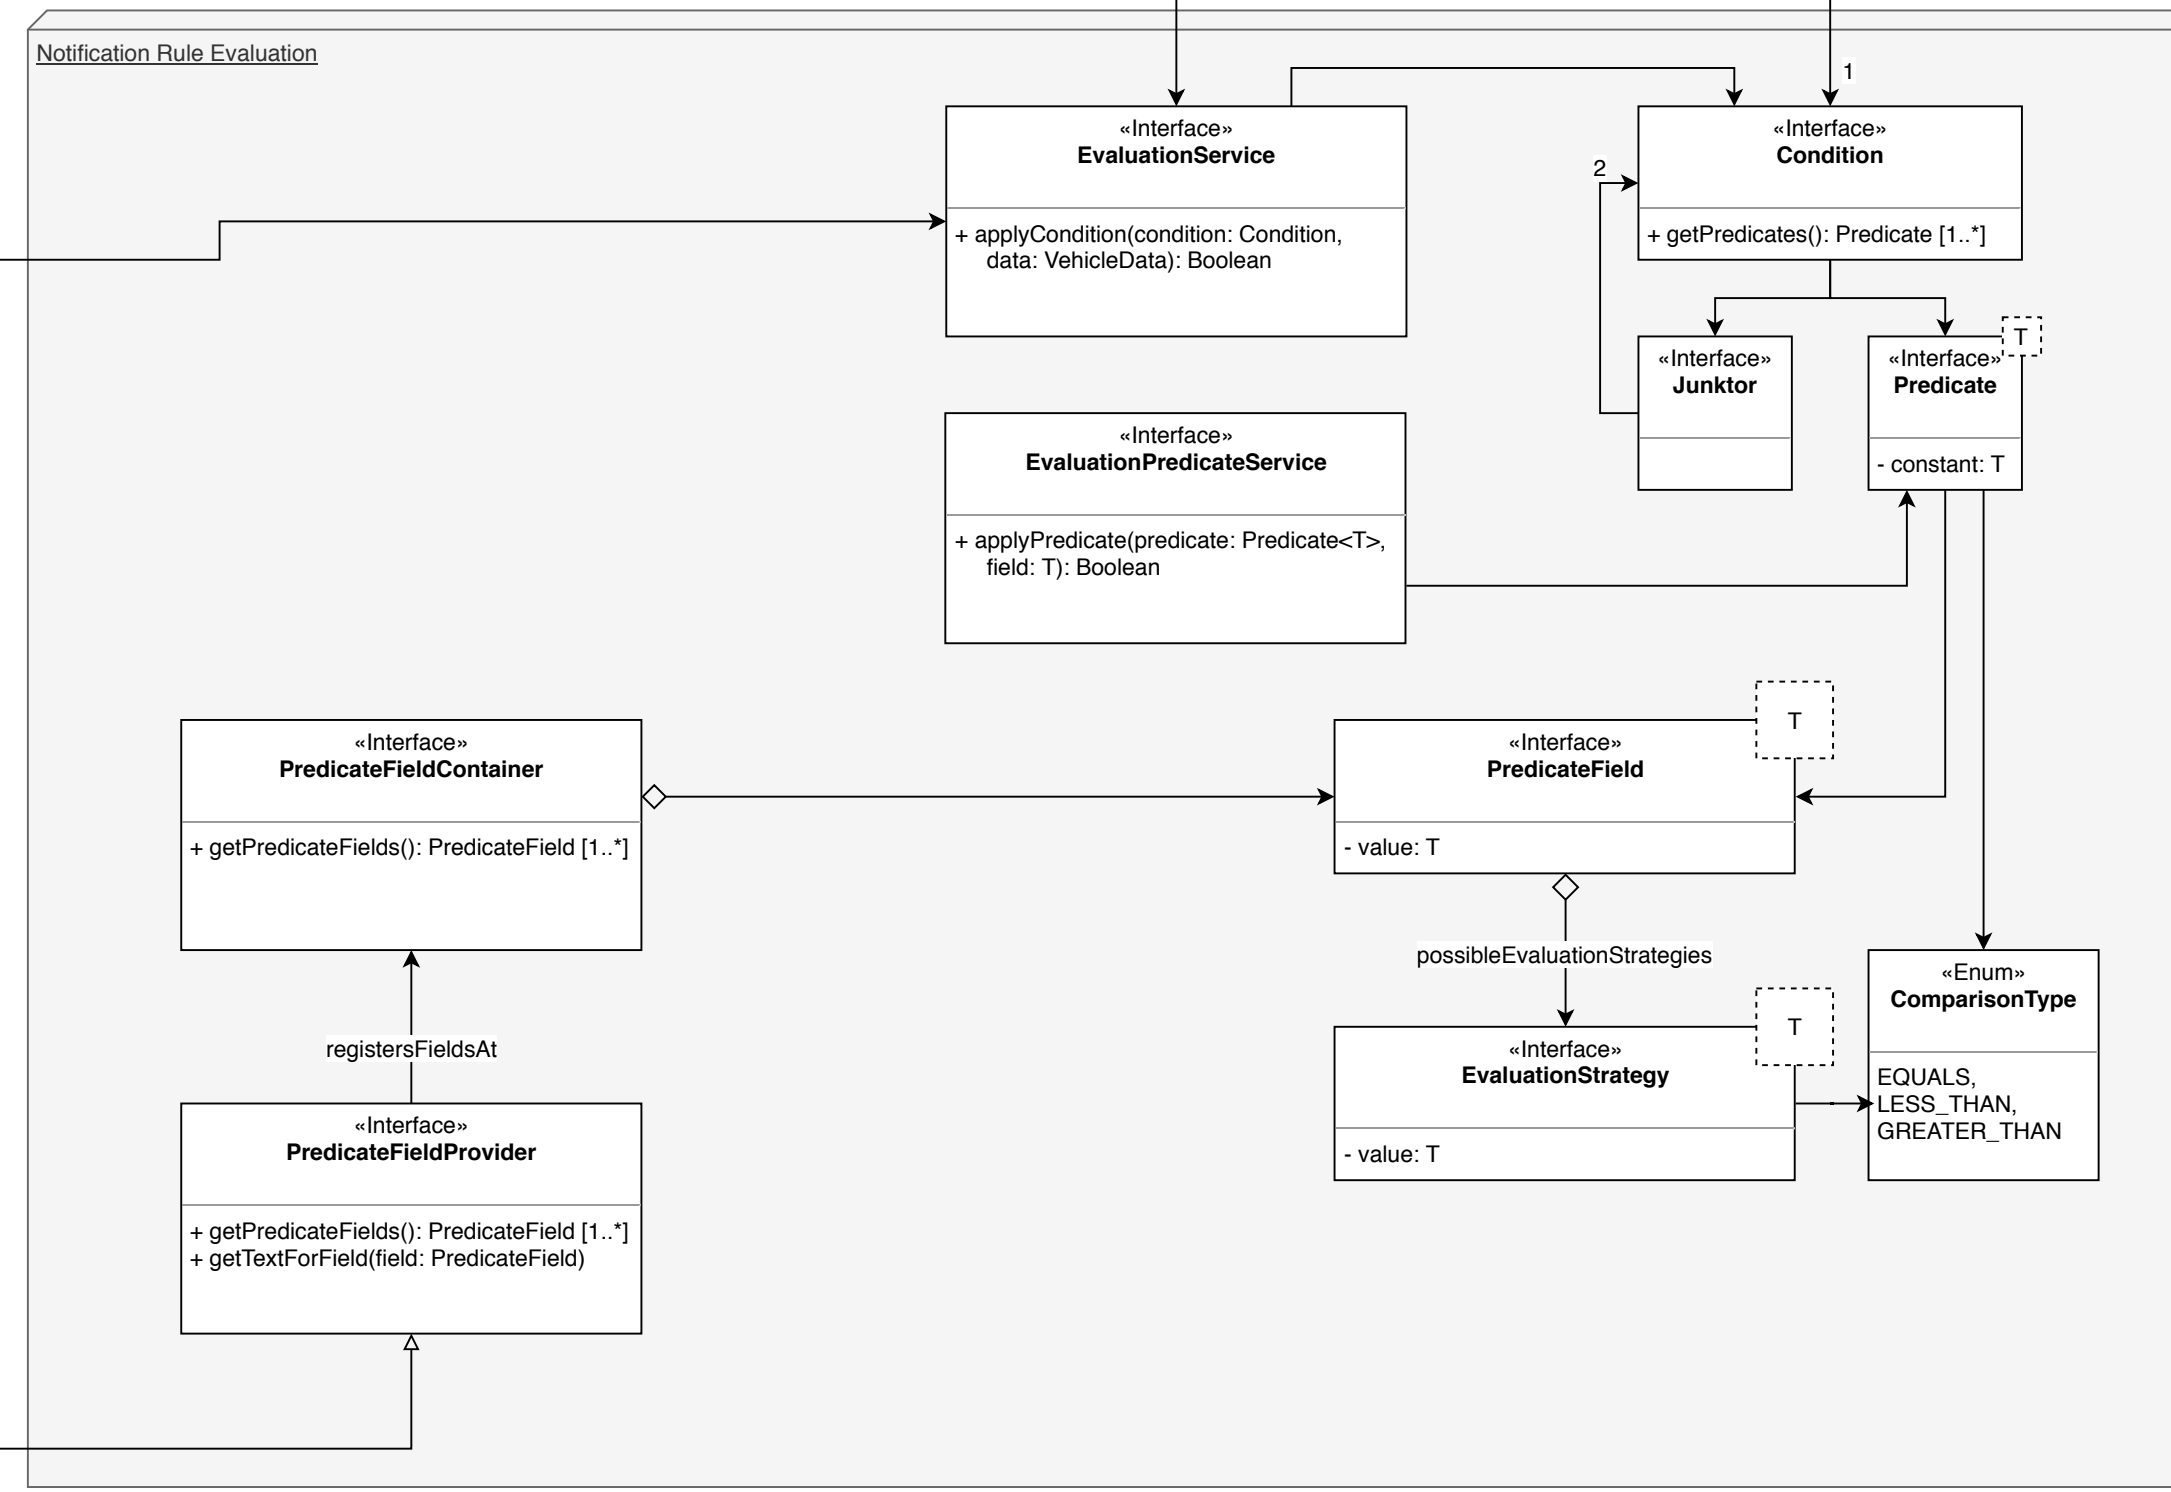 Notification Rule Evaluation
1
«Interface»
EvaluationService
+ applyCondition(condition: Condition,
data: VehicleData): Boolean
«Interface»
Condition
+ getPredicates(): Predicate [1..*]
2
«Interface»
Junktor
T
«Interface»
Predicate
- constant: T
«Interface»
EvaluationPredicateService
+ applyPredicate(predicate: Predicate<T>,
field: T): Boolean
«Interface»
PredicateFieldContainer
+ getPredicateFields(): PredicateField [1..*]
T
«Interface»
PredicateField
- value: T
possibleEvaluationStrategies
registersFieldsAt
T
«Interface»
EvaluationStrategy
- value: T
«Enum»
ComparisonType
EQUALS,
LESS_THAN,
GREATER_THAN
«Interface»
PredicateFieldProvider
+ getPredicateFields(): PredicateField [1..*]
+ getTextForField(field: PredicateField)